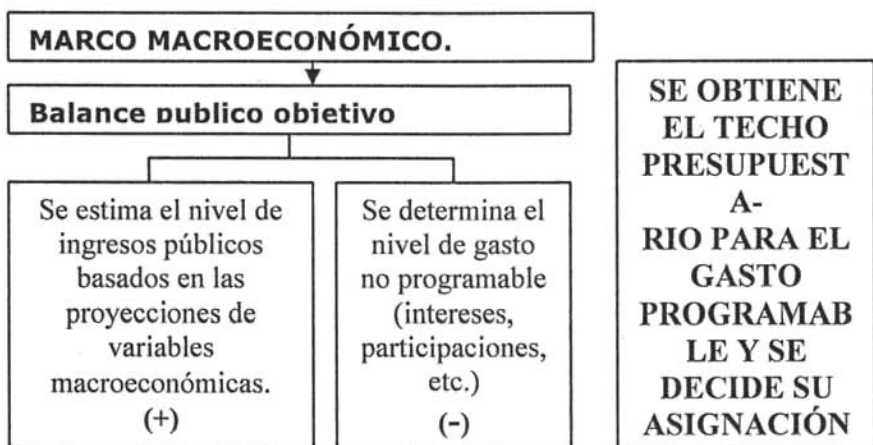 MARCO MACROECONÓMICO.
Balance publico objetivo
Se estima el nivel de
ingresos públicos
basados en las
proyecciones de
variables
macroeconómicas.
(+)
Se determina el
nivel de gasto
no programable
(intereses,
participaciones,
etc.)
(-)
SE OBTIENE
EL TECHO
PRESUPUEST
A-
RIO PARA EL
GASTO
PROGRAMAB
LE Y SE
DECIDE SU
ASIGNACIÓN